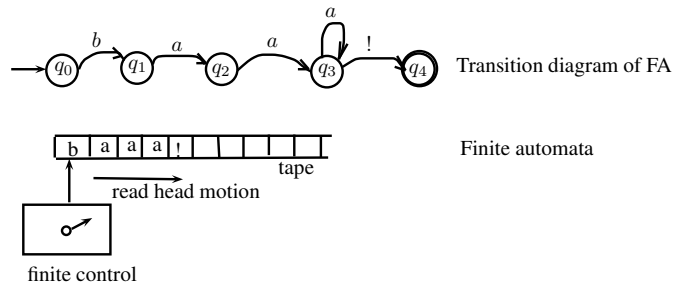 b a a a !
q0 q1 q2 q3 q4 Transition diagram of FA
b a a a ! Finite automata
tape
read head motion
finite control